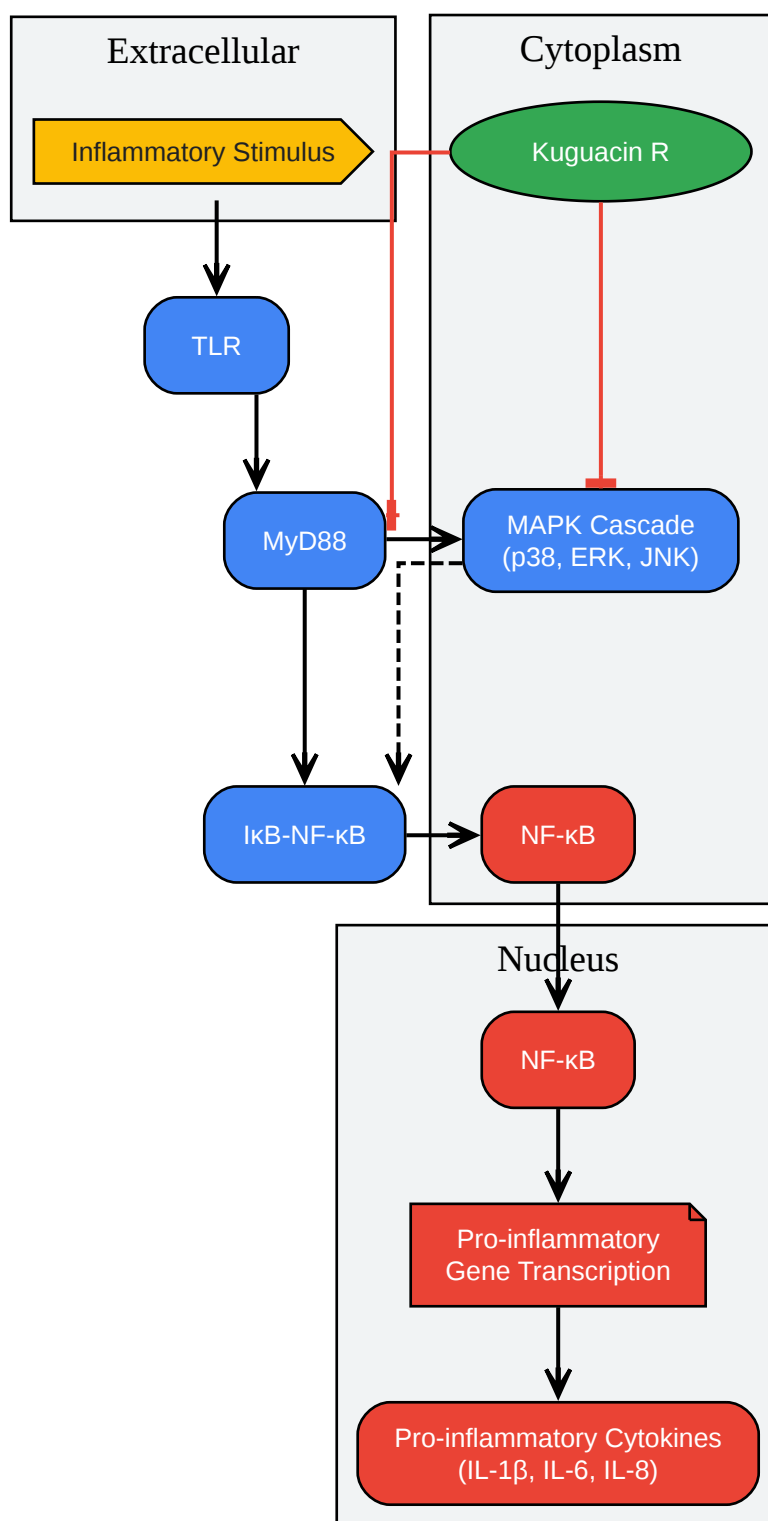 Extracellular
Cytoplasm
Inflammatory Stimulus
Kuguacin R
TLR
MyD88
MAPK Cascade
(p38, ERK, JNK)
IκB-NF-κB
NF-κB
Nucleus
NF-κB
Pro-inflammatory
Gene Transcription
Pro-inflammatory Cytokines
(IL-1β, IL-6, IL-8)